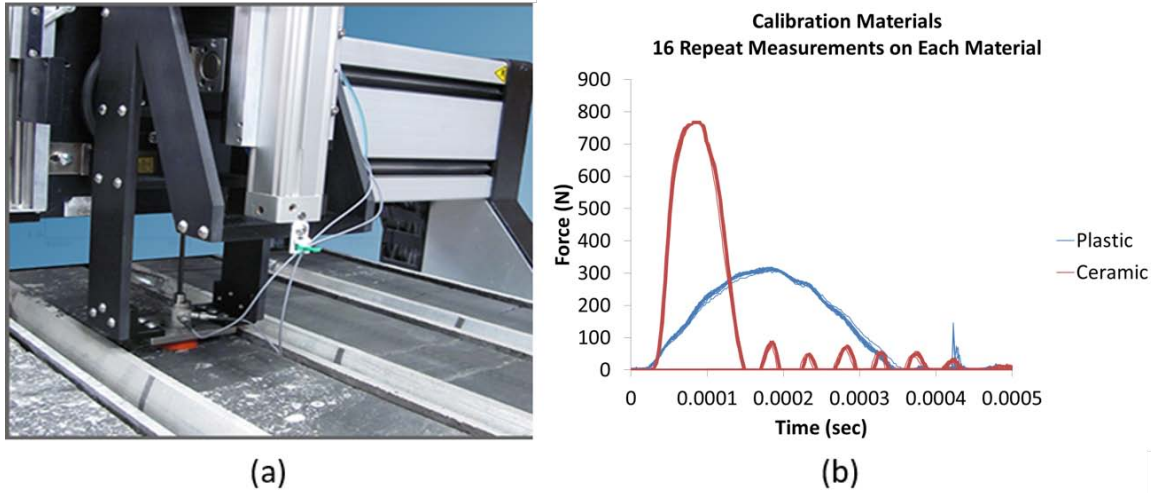 Calibration Materials
16 Repeat Measurements on Each Material
900
800
700
600
500
400
300
200
100
0
Force (N)
0 0.0001 0.0002 0.0003 0.0004 0.0005
Time (sec)
Plastic
Ceramic
(a)
(b)